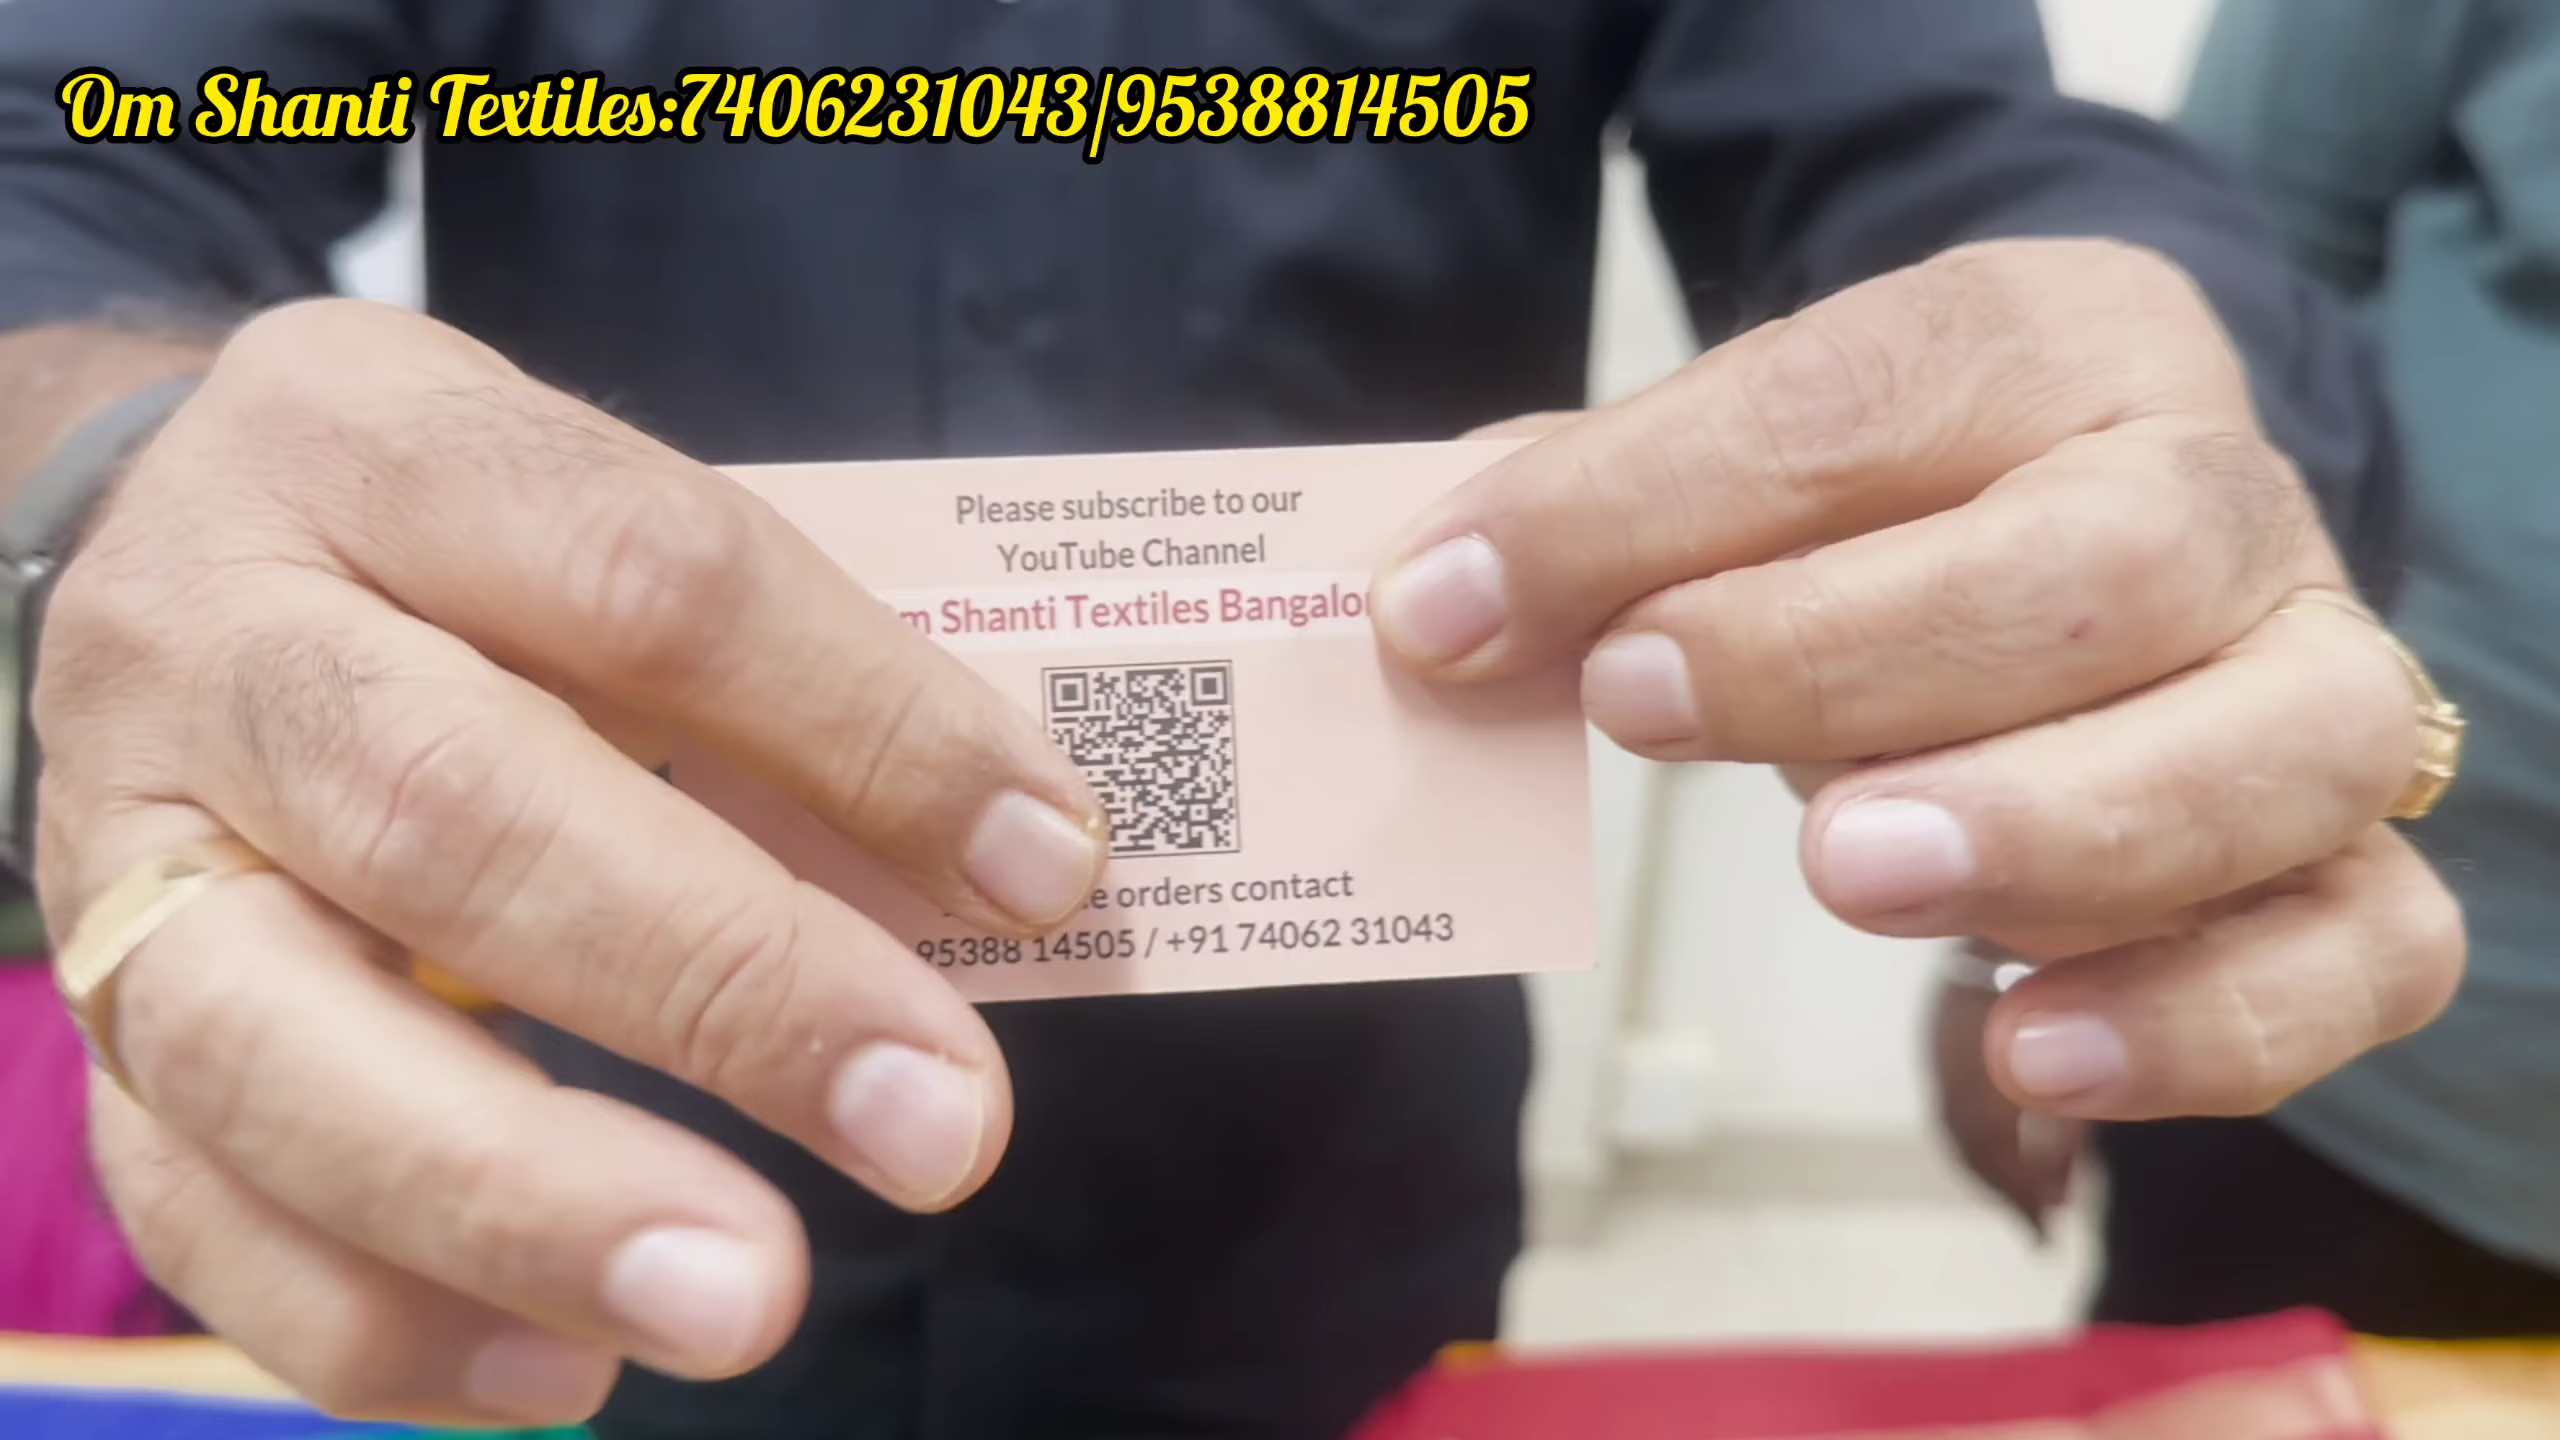 Om Shanti Textiles:7406231043/9538814505
Please subscribe to our
YouTube Channel
Shanti Textiles
orders contact
95388 14505 / +91 74062 31043